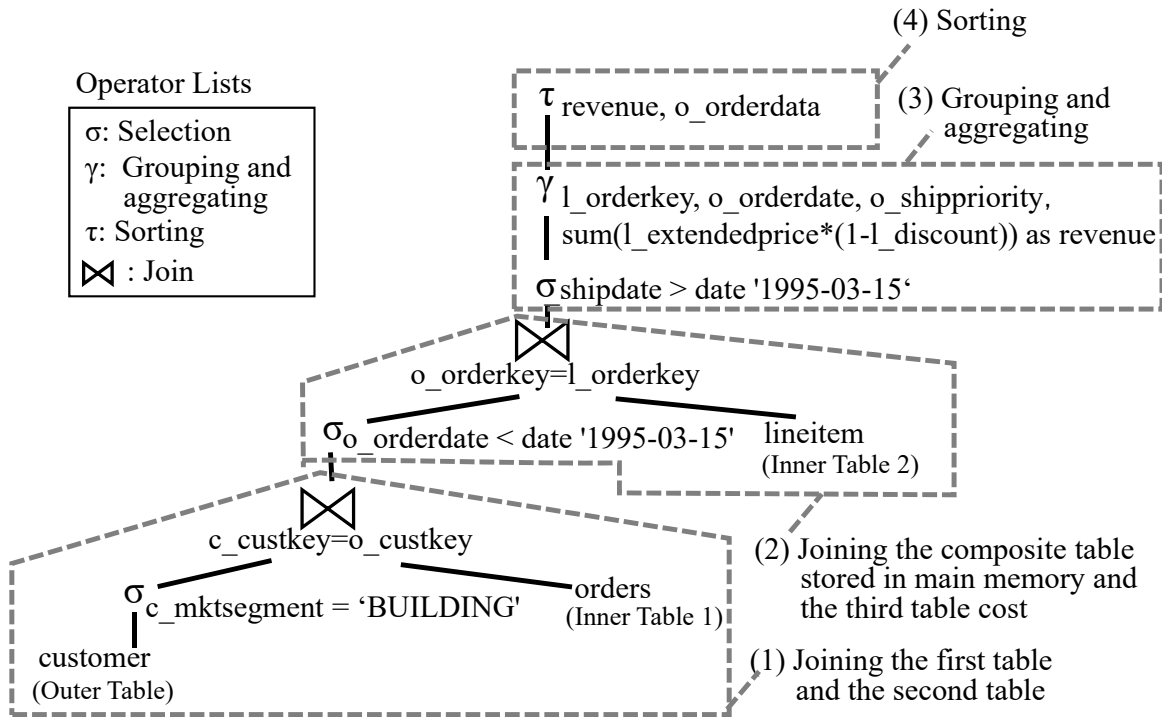 (4) Sorting
Operator Lists
σ: Selection
γ: Grouping and
aggregating
τ: Sorting
⋈ : Join
τ revenue, o_orderdata
(3) Grouping and
aggregating
γ l_orderkey, o_orderdate, o_shippriority,
sum(l_extendedprice*(1-l_discount)) as revenue
σ_shipdate > date '1995-03-15‘
⋈
o_orderkey=l_orderkey
σo_orderdate < date '1995-03-15'
lineitem
(Inner Table 2)
⋈
c_custkey=o_custkey
(2) Joining the composite table
stored in main memory and
the third table cost
σc_mktsegment = ‘BUILDING'
orders
(Inner Table 1)
customer
(Outer Table)
(1) Joining the first table
and the second table